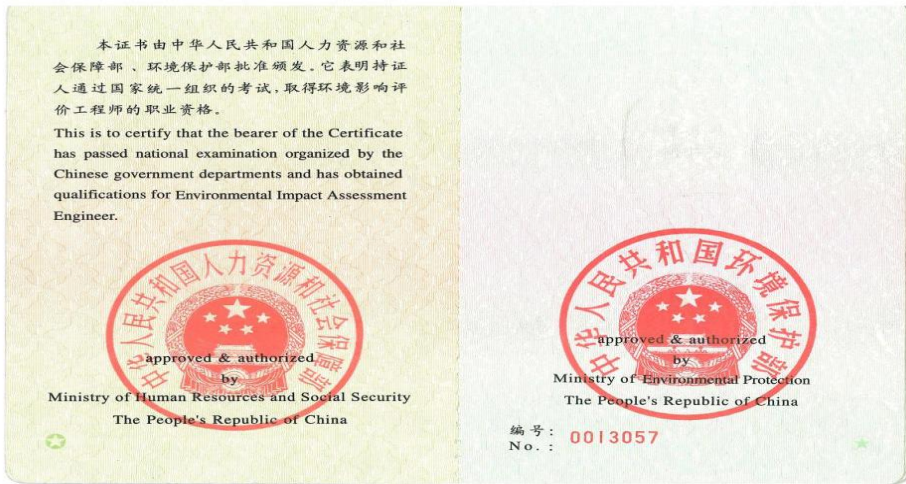 本证书由中华人民共和国人力资源和社
会保障部、环境保护部批准颁发。它表明持证
人通过国家统一组织的考试,取得环境影响评
价工程师的职业资格。
This is to certify that the bearer of the Certificate
has passed national examination organized by the
Chinese government departments and has obtained
qualifications for Environmental Impact Assessment
Engineer.
中华人民共和国人力资源和社会保障部
approved & authorized
by
Ministry of Human Resources and Social Security
The People's Republic of China
中华人民共和国环境保护部
approved & authorized
by
Ministry of Environmental Protection
The People's Republic of China
编号:
No.: 0013057